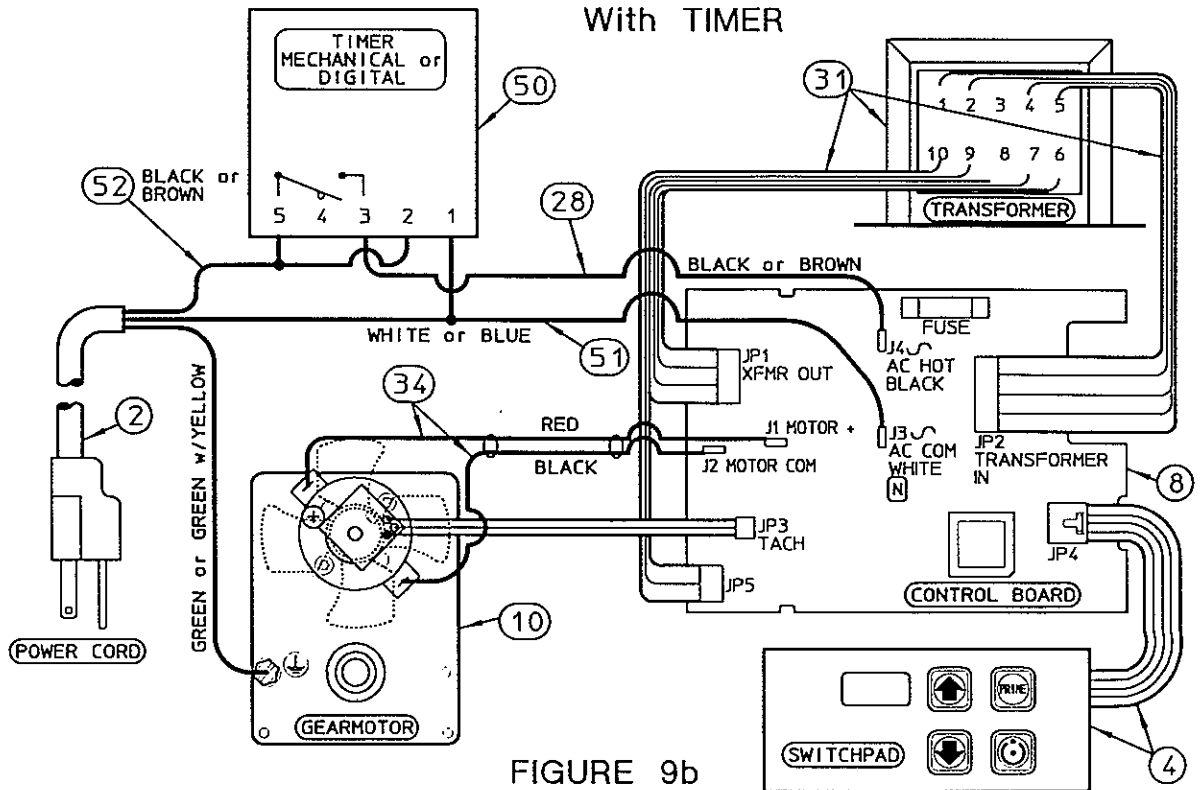 With TIMER
TIMER
MECHANICAL or
DIGITAL
50
31
1 2 3 4 5
10 9 8 7 6
TRANSFORMER
52
BLACK or
BROWN
5 4 3 2 1
28
BLACK or BROWN
FUSE
WHITE or BLUE
51
J4
AC HOT
BLACK
JP1
XFMR OUT
34
2
RED
J1 MOTOR +
BLACK
J2 MOTOR COM
J3
AC COM
WHITE
N
JP2
TRANSFORMER
IN
8
GREEN or GREEN w/YELLOW
JP3
TACH
JP4
JP5
CONTROL BOARD
10
POWER CORD
GEARMOTOR
PRIME
SWITCHPAD
4
FIGURE 9b